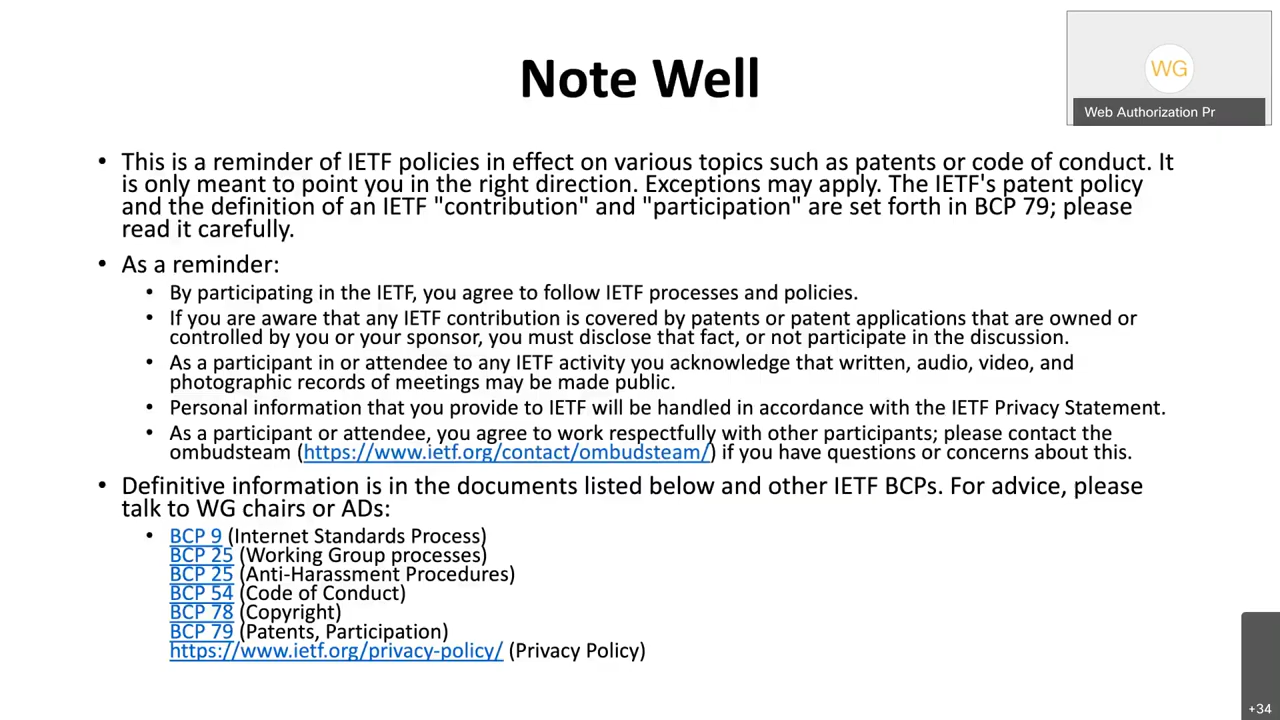 Note Well
WG
Web Authorization Pr
• This is a reminder of IETF policies in effect on various topics such as patents or code of conduct. It
is only meant to point you in the right direction. Exceptions may apply. The IETF's patent policy
and the definition of an IETF "contribution" and "participation" are set forth in BCP 79; please
read it carefully.
• As a reminder:
• By participating in the IETF, you agree to follow IETF processes and policies.
• If you are aware that any IETF contribution is covered by patents or patent applications that are owned or
controlled by you or your sponsor, you must disclose that fact, or not participate in the discussion.
• As a participant in or attendee to any IETF activity you acknowledge that written, audio, video, and
photographic records of meetings may be made public.
• Personal information that you provide to IETF will be handled in accordance with the IETF Privacy Statement.
• As a participant or attendee, you agree to work respectfully with other participants; please contact the
ombudsteam (https://www.ietf.org/contact/ombudsteam/) if you have questions or concerns about this.
• Definitive information is in the documents listed below and other IETF BCPs. For advice, please
talk to WG chairs or ADs:
• BCP 9 (Internet Standards Process)
BCP 25 (Working Group processes)
BCP 25 (Anti-Harassment Procedures)
BCP 54 (Code of Conduct)
BCP 78 (Copyright)
BCP 79 (Patents, Participation)
https://www.ietf.org/privacy-policy/ (Privacy Policy)
+34